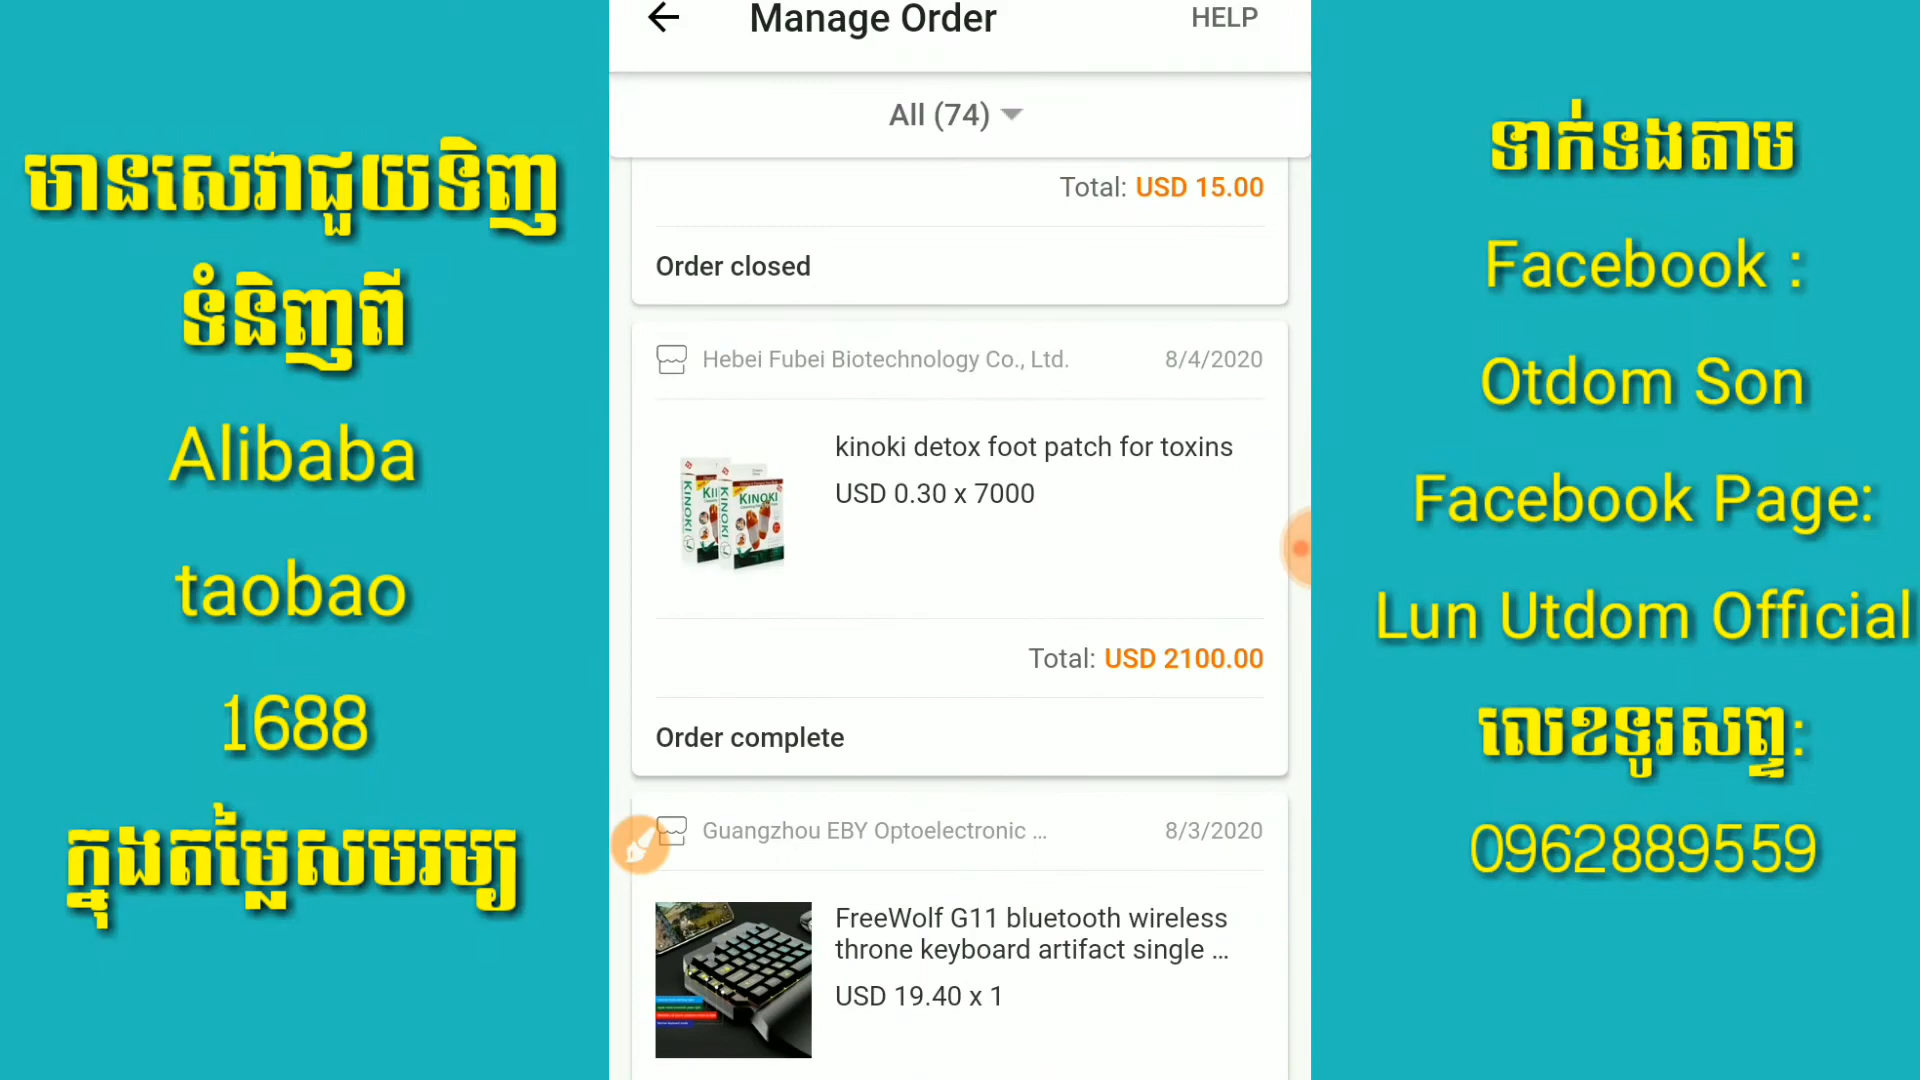 មានសេវាជួយទិញ
ទំនិញពី
Alibaba
taobao
1688
ក្នុងតម្លៃសមរម្យ
Manage Order
HELP
All (74)
Total: USD 15.00
Order closed
Hebei Fubei Biotechnology Co., Ltd.
8/4/2020
KINOKI
KINOKI
KINOKI
kinoki detox foot patch for toxins
USD 0.30 x 7000
Total: USD 2100.00
Order complete
Guangzhou EBY Optoelectronic ...
8/3/2020
FreeWolf G11 bluetooth wireless
throne keyboard artifact single ...
USD 19.40 x 1
ទាក់ទងតាម
Facebook :
Otdom Son
Facebook Page:
Lun Utdom Official
លេខទូរសព្ទ:
0962889559